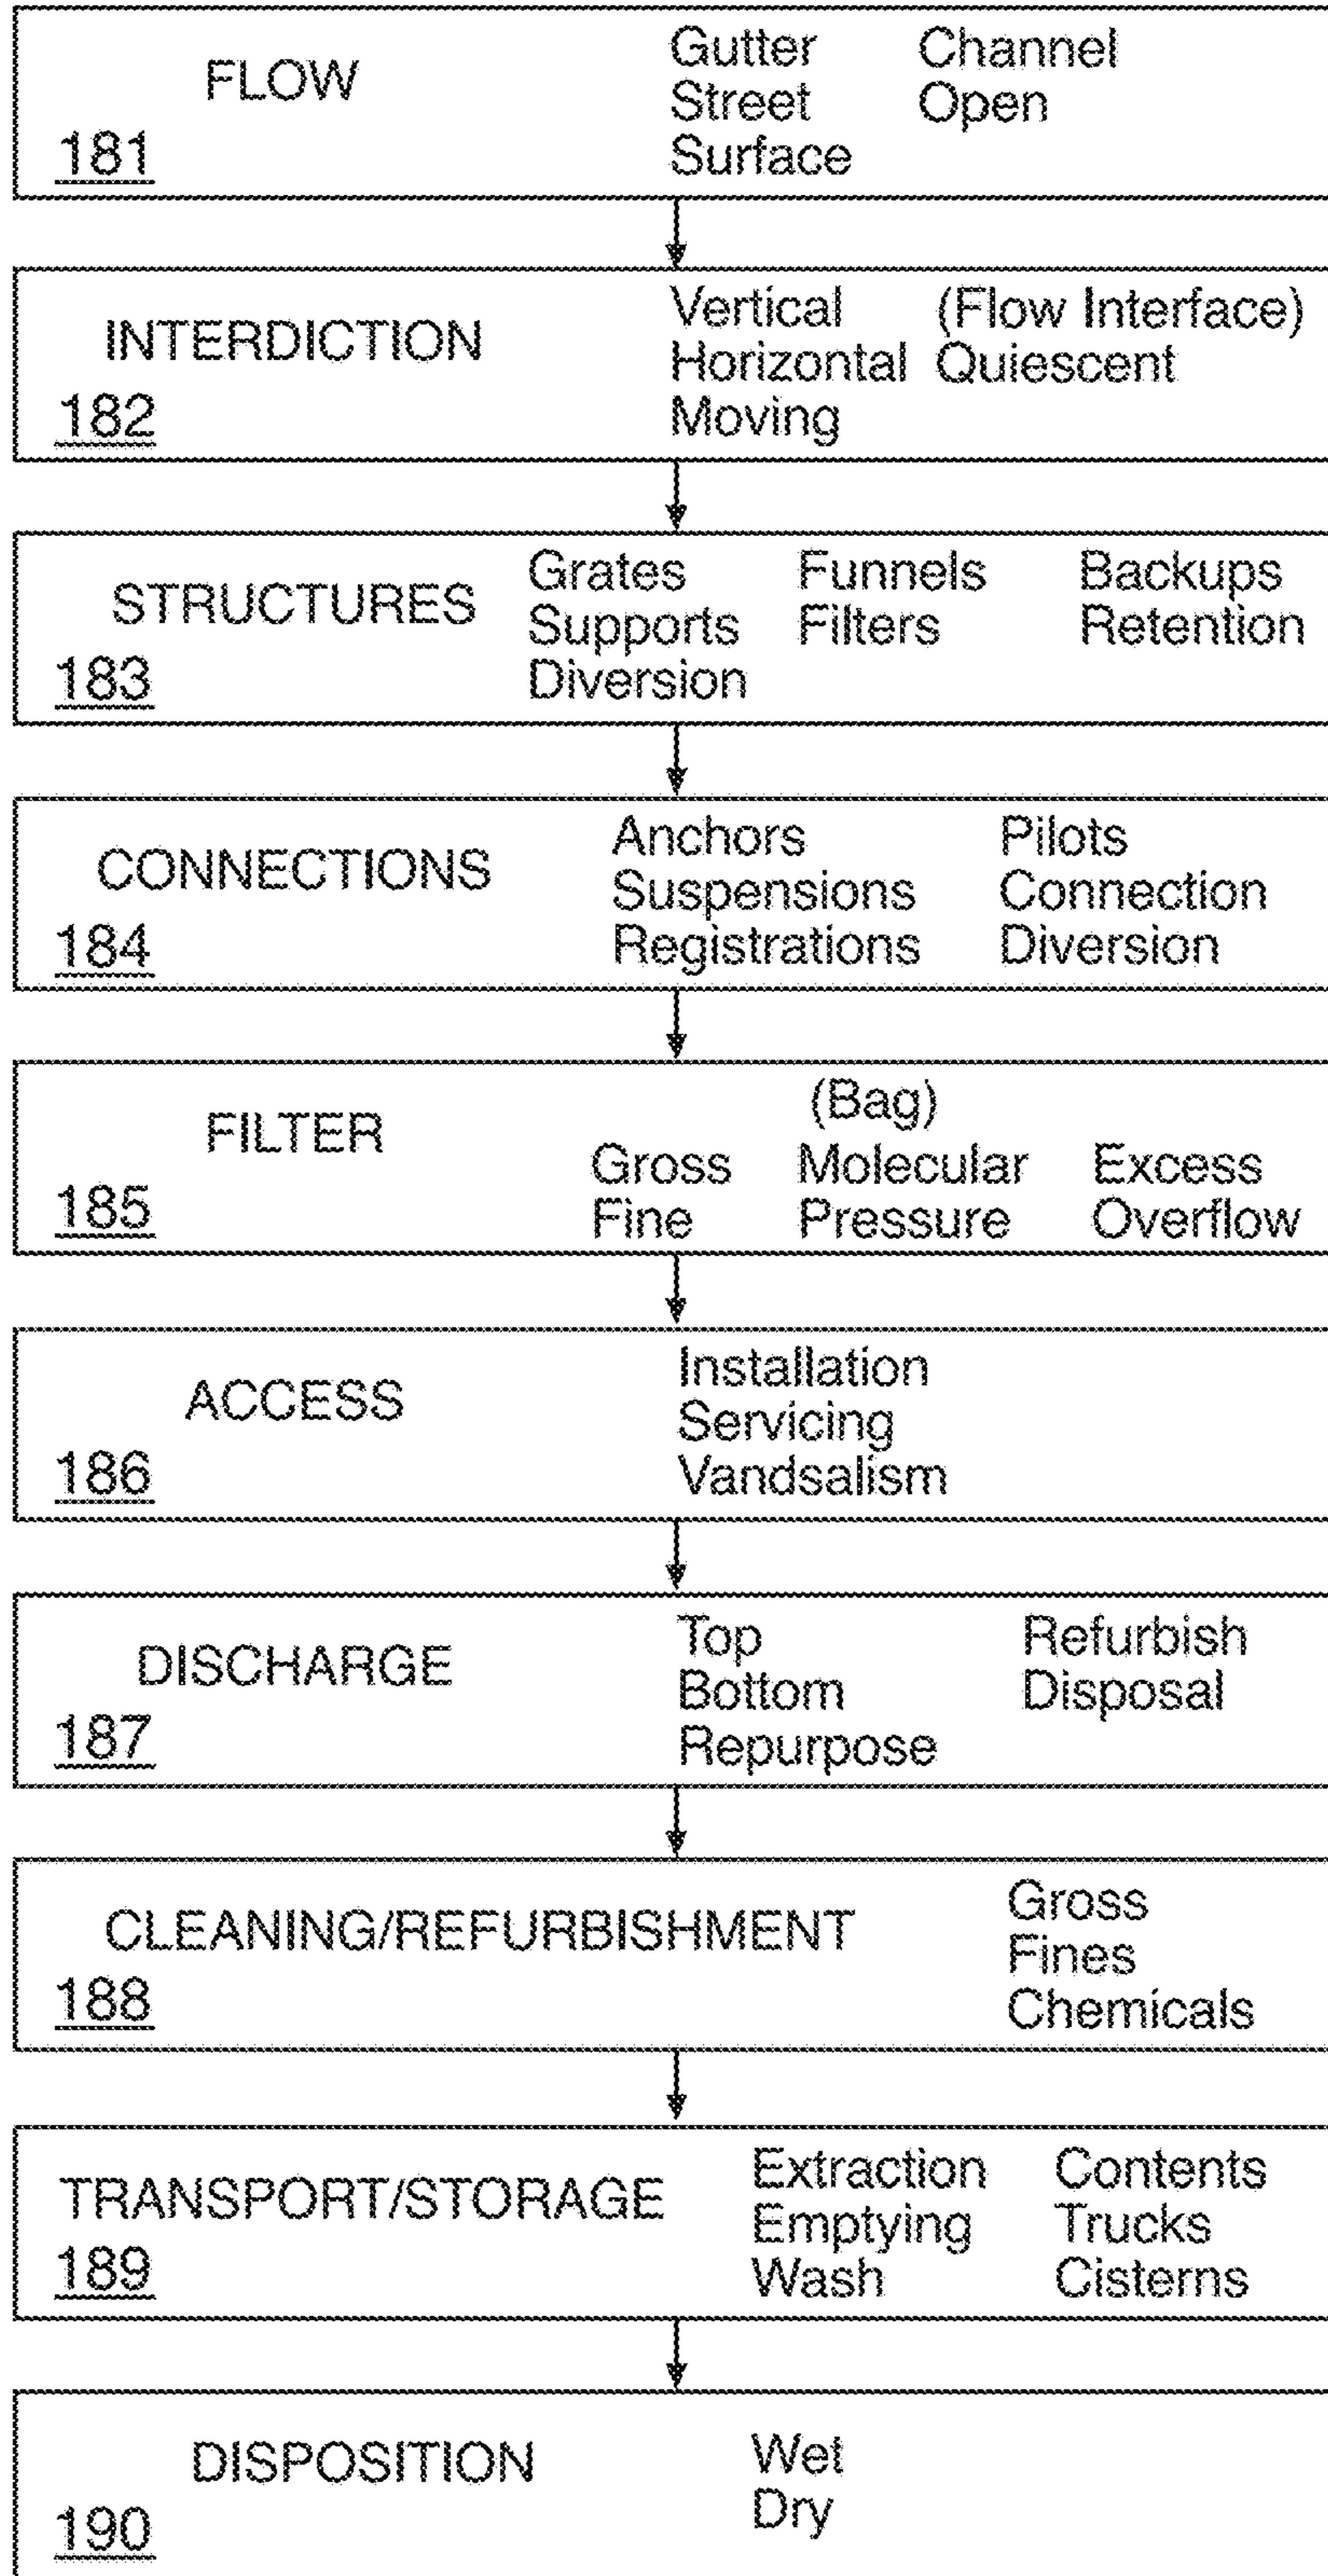 FLOW
181
Gutter Channel
Street Open
Surface
INTERDICTION
182
Vertical (Flow Interface)
Horizontal Quiescent
Moving
STRUCTURES
183
Grates Funnels Backups
Supports Filters Retention
Diversion
CONNECTIONS
184
Anchors Pilots
Suspensions Connection
Registrations Diversion
FILTER
185
(Bag)
Gross Molecular Excess
Fine Pressure Overflow
ACCESS
186
Installation
Servicing
Vandsalism
DISCHARGE
187
Top Refurbish
Bottom Disposal
Repurpose
CLEANING/REFURBISHMENT
188
Gross
Fines
Chemicals
TRANSPORT/STORAGE
189
Extraction Contents
Emptying Trucks
Wash Cisterns
DISPOSITION
190
Wet
Dry